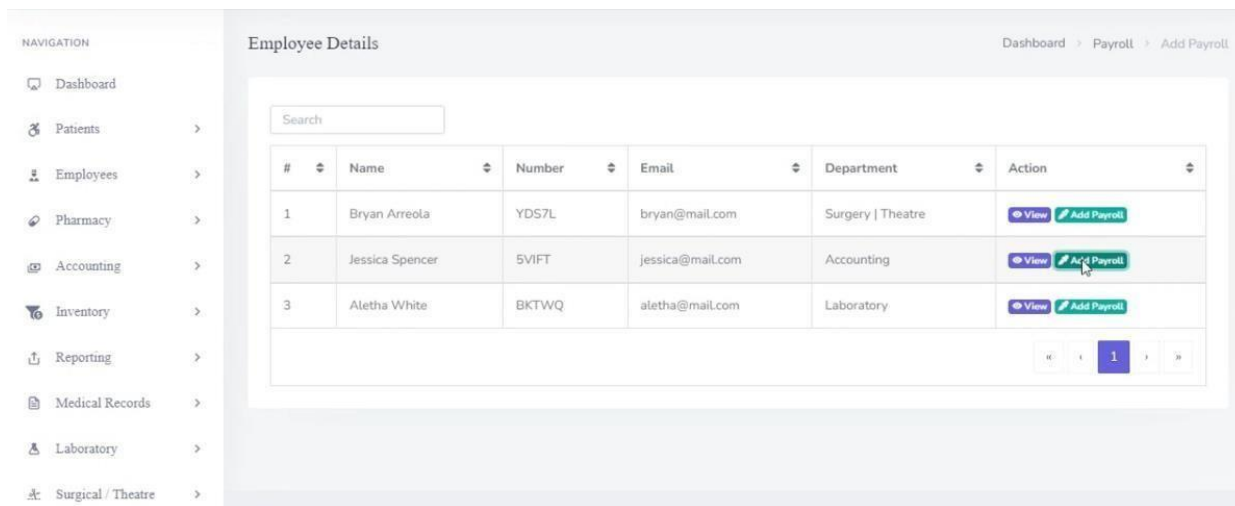 NAVIGATION
Dashboard
Patients
Employees
Pharmacy
Accounting
Inventory
Reporting
Medical Records
Laboratory
Surgical / Theatre
Employee Details
Dashboard > Payroll > Add Payroll
Search
# Name Number Email Department Action
1 Bryan Arreola YDS7L bryan@mail.com Surgery | Theatre View Add Payroll
2 Jessica Spencer 5VIFT jessica@mail.com Accounting View Add Payroll
3 Aletha White BKTWQ aletha@mail.com Laboratory View Add Payroll
« ‹ 1 › »